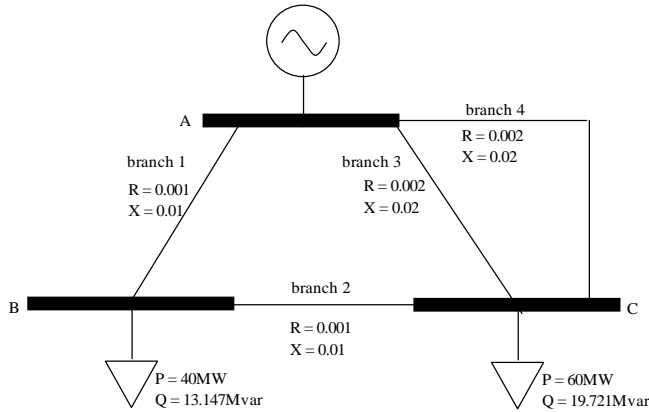 A
branch 4
R = 0.002
X = 0.02
branch 1
R = 0.001
X = 0.01
branch 3
R = 0.002
X = 0.02
B
branch 2
R = 0.001
X = 0.01
C
P = 40MW
Q = 13.147Mvar
P = 60MW
Q = 19.721Mvar